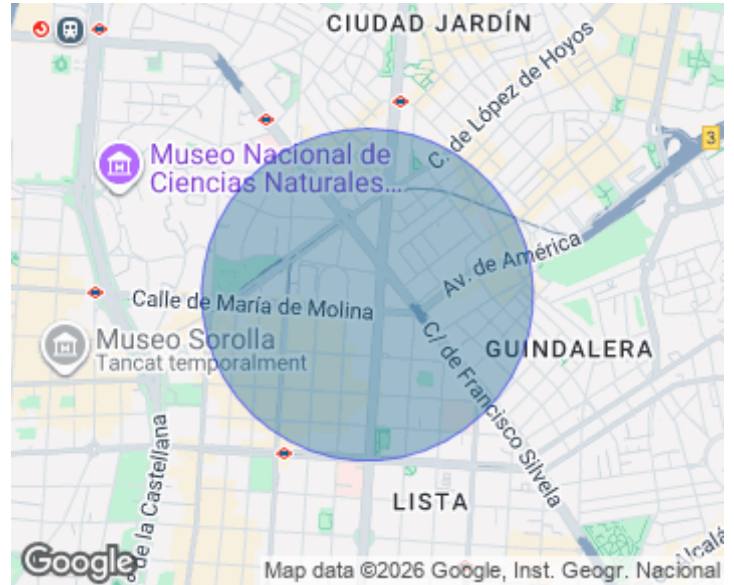 CIUDAD JARDÍN
C. de López de Hoyos
3
Museo Nacional de
Ciencias Naturales...
Av. de América
Calle de María de Molina
Museo Sorolla
Tancat temporalment
C/ de Francisco Silvela
GUINDALERA
de la Castellana
LISTA
Alcalá
Google
Map data ©2026 Google, Inst. Geogr. Nacional